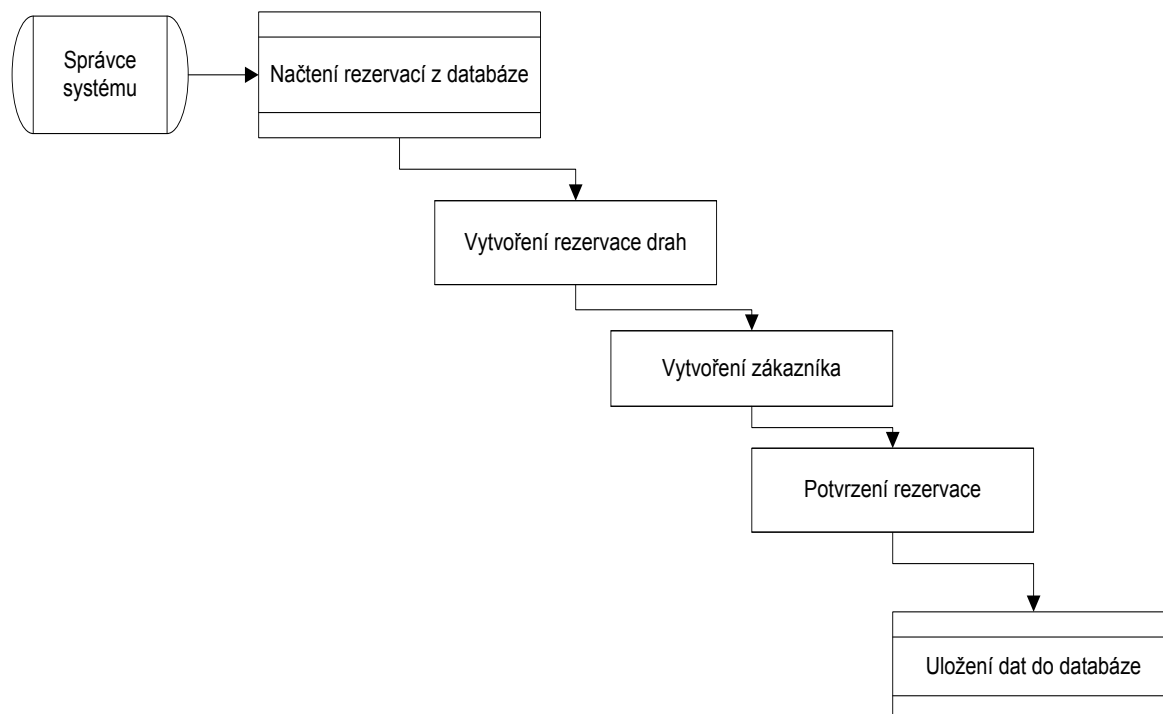 Správce
systému
Načtení rezervací z databáze
Vytvoření rezervace drah
Vytvoření zákazníka
Potvrzení rezervace
Uložení dat do databáze